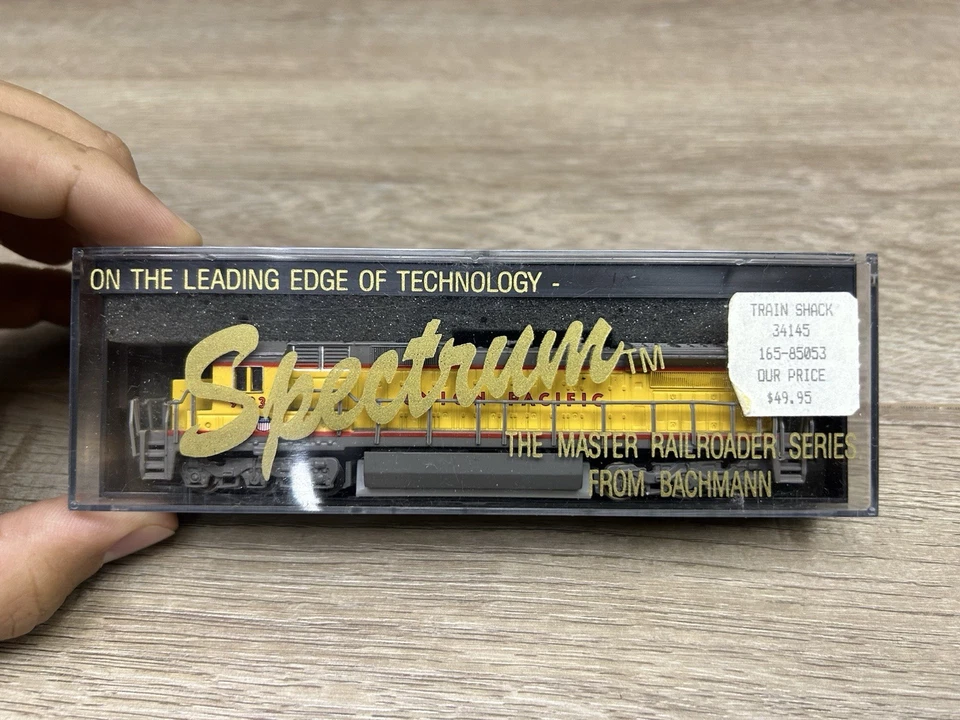 ON THE LEADING EDGE OF TECHNOLOGY -
Spectrum™
TRAIN SHACK
34145
165-85053
OUR PRICE
$49.95
PACIFIC
THE MASTER RAILROADER SERIES
FROM BACHMANN